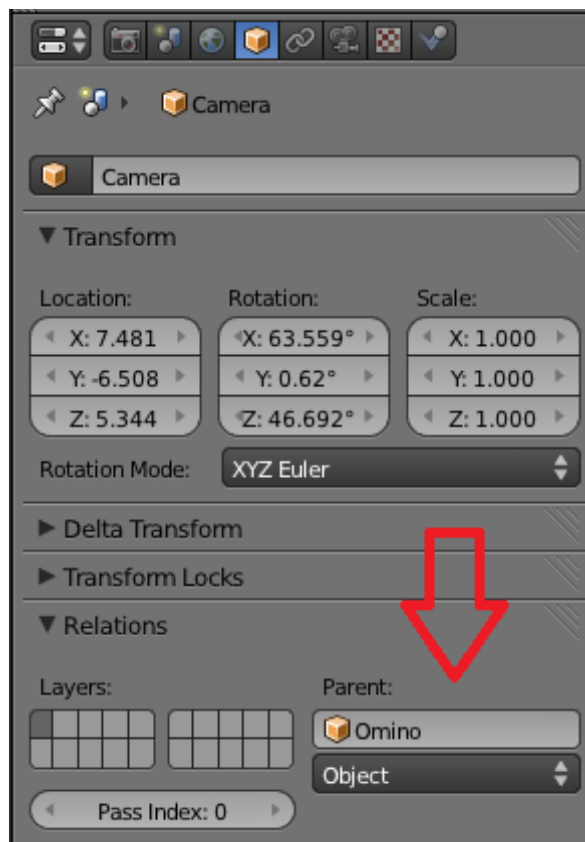 Camera
Camera
Transform
Location: Rotation: Scale:
X: 7.481 X: 63.559° X: 1.000
Y: -6.508 Y: 0.62° Y: 1.000
Z: 5.344 Z: 46.692° Z: 1.000
Rotation Mode: XYZ Euler
Delta Transform
Transform Locks
Relations
Layers: Parent:
Omino
Object
Pass Index: 0